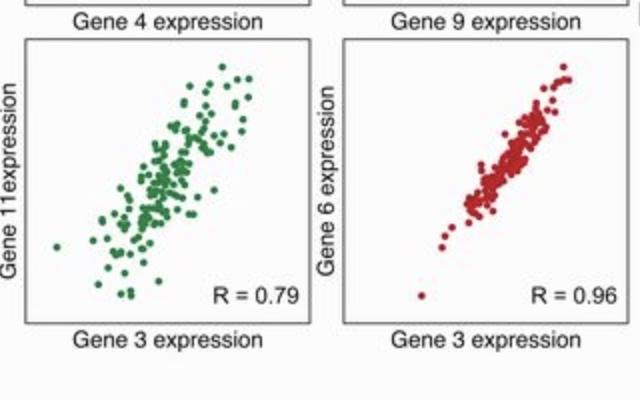 Gene 4 expression
Gene 9 expression
Gene 11expression
R = 0.79
Gene 3 expression
Gene 6 expression
R = 0.96
Gene 3 expression